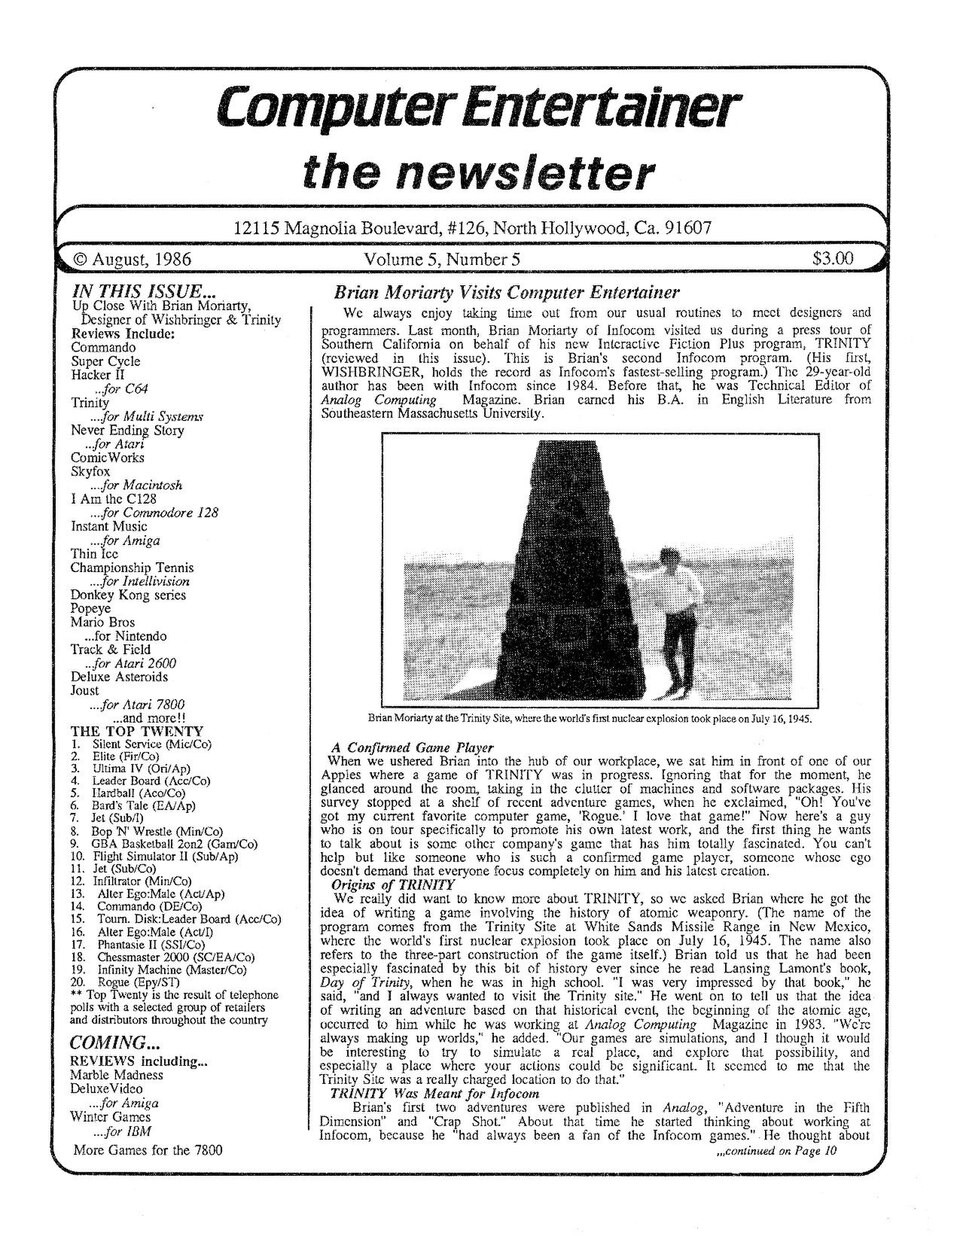 Computer Entertainer
the newsletter
12115 Magnolia Boulevard, #126, North Hollywood, Ca. 91607
© August, 1986 Volume 5, Number 5 $3.00
IN THIS ISSUE...
Up Close With Brian Moriarty,
Designer of Wishbringer & Trinity
Reviews Include:
Commando
Super Cycle
Hacker II
...for C64
Trinity
....for Multi Systems
Never Ending Story
...for Atari
ComicWorks
Skyfox
....for Macintosh
I Am the C128
....for Commodore 128
Instant Music
....for Amiga
Thin Ice
Championship Tennis
....for Intellivision
Donkey Kong series
Popeye
Mario Bros
...for Nintendo
Track & Field
...for Atari 2600
Deluxe Asteroids
Joust
....for Atari 7800
...and more!!
THE TOP TWENTY
1. Silent Service (Mic/Co)
2. Elite (Fir/Co)
3. Ultima IV (Ori/Ap)
4. Leader Board (Acc/Co)
5. Hardball (Aco/Co)
6. Bard's Tale (EA/Ap)
7. Jet (Sub/I)
8. Bop 'N' Wrestle (Min/Co)
9. GBA Basketball 2on2 (Gam/Co)
10. Flight Simulator II (Sub/Ap)
11. Jet (Sub/Co)
12. Infiltrator (Min/Co)
13. Alter Ego:Male (Act/Ap)
14. Commando (DE/Co)
15. Tourn. Disk:Leader Board (Acc/Co)
16. Alter Ego:Male (Act/I)
17. Phantasie II (SSI/Co)
18. Chessmaster 2000 (SC/EA/Co)
19. Infinity Machine (Master/Co)
20. Rogue (Epy/ST)
** Top Twenty is the result of telephone
polls with a selected group of retailers
and distributors throughout the country
COMING...
REVIEWS including...
Marble Madness
DeluxeVideo
....for Amiga
Winter Games
....for IBM
More Games for the 7800
Brian Moriarty Visits Computer Entertainer
We always enjoy taking time out from our usual routines to meet designers and
programmers. Last month, Brian Moriarty of Infocom visited us during a press tour of
Southern California on behalf of his new Interactive Fiction Plus program, TRINITY
(reviewed in this issue). This is Brian's second Infocom program. (His first,
WISHBRINGER, holds the record as Infocom's fastest-selling program.) The 29-year-old
author has been with Infocom since 1984. Before that, he was Technical Editor of
Analog Computing Magazine. Brian earned his B.A. in English Literature from
Southeastern Massachusetts University.
Brian Moriarty at the Trinity Site, where the world's first nuclear explosion took place on July 16, 1945.
A Confirmed Game Player
When we ushered Brian into the hub of our workplace, we sat him in front of one of our
Apples where a game of TRINITY was in progress. Ignoring that for the moment, he
glanced around the room, taking in the clutter of machines and software packages. His
survey stopped at a shelf of recent adventure games, when he exclaimed, "Oh! You've
got my current favorite computer game, 'Rogue.' I love that game!" Now here's a guy
who is on tour specifically to promote his own latest work, and the first thing he wants
to talk about is some other company's game that has him totally fascinated. You can't
help but like someone who is such a confirmed game player, someone whose ego
doesn't demand that everyone focus completely on him and his latest creation.
Origins of TRINITY
We really did want to know more about TRINITY, so we asked Brian where he got the
idea of writing a game involving the history of atomic weaponry. (The name of the
program comes from the Trinity Site at White Sands Missile Range in New Mexico,
where the world's first nuclear explosion took place on July 16, 1945. The name also
refers to the three-part construction of the game itself.) Brian told us that he had been
especially fascinated by this bit of history ever since he read Lansing Lamont's book,
Day of Trinity, when he was in high school. "I was very impressed by that book," he
said, "and I always wanted to visit the Trinity site." He went on to tell us that the idea
of writing an adventure based on that historical event, the beginning of the atomic age,
occurred to him while he was working at Analog Computing Magazine in 1983. "We're
always making up worlds," he added. "Our games are simulations, and I though it would
be interesting to try to simulate a real place, and explore that possibility, and
especially a place where your actions could be significant. It seemed to me that the
Trinity Site was a really charged location to do that."
TRINITY Was Meant for Infocom
Brian's first two adventures were published in Analog, "Adventure in the Fifth
Dimension" and "Crap Shot." About that time he started thinking about working at
Infocom, because he "had always been a fan of the Infocom games." He thought about
,,,continued on Page 10